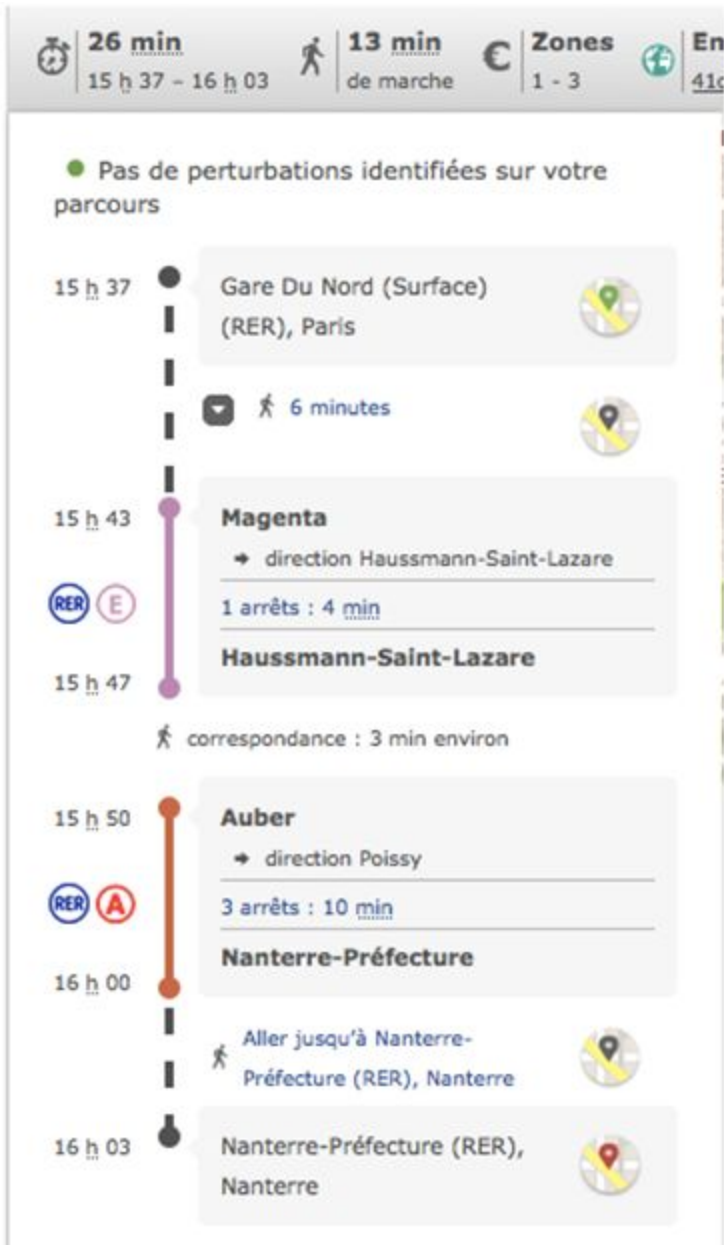 26 min
15 h 37 – 16 h 03
13 min
de marche
€
Zones
1 - 3
Pas de perturbations identifiées sur votre
parcours
15 h 37
Gare Du Nord (Surface)
(RER), Paris
6 minutes
15 h 43
Magenta
direction Haussmann-Saint-Lazare
RER E
1 arrêts : 4 min
Haussmann-Saint-Lazare
15 h 47
correspondance : 3 min environ
15 h 50
Auber
direction Poissy
RER A
3 arrêts : 10 min
Nanterre-Préfecture
16 h 00
Aller jusqu'à Nanterre-
Préfecture (RER), Nanterre
16 h 03
Nanterre-Préfecture (RER),
Nanterre